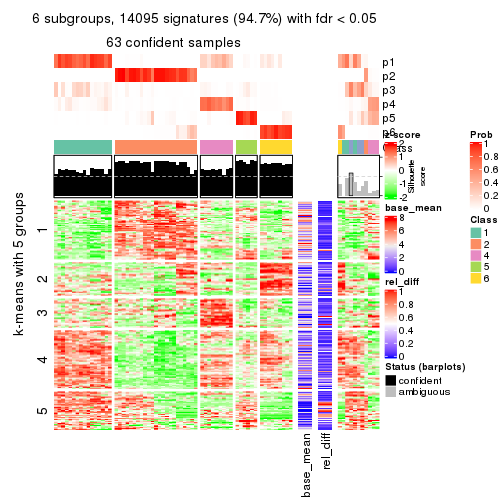 6 subgroups, 14095 signatures (94.7%) with fdr < 0.05
63 confident samples
p1
p2
p3
p4
p5
p6
Class
Silhouette
score
k-means with 5 groups
1
2
3
4
5
base_mean
rel_diff
z-score
2
1
0
-1
-2
base_mean
8
6
4
2
0
rel_diff
1
0.8
0.6
0.4
0.2
0
Status (barplots)
confident
ambiguous
Prob
1
0.8
0.6
0.4
0.2
0
Class
1
2
4
5
6